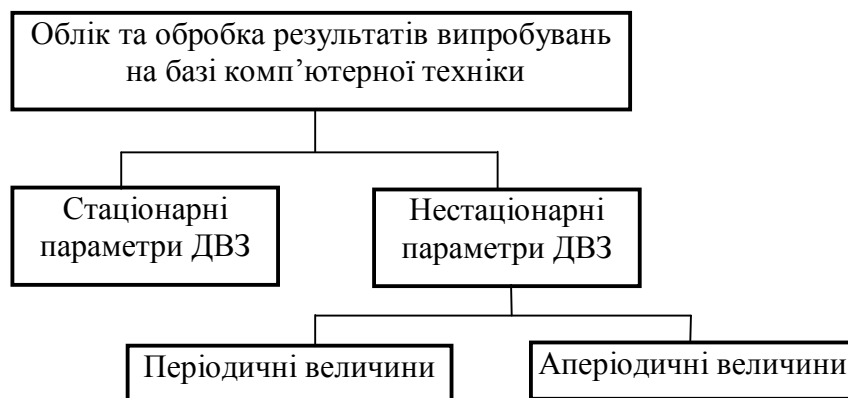 Облік та обробка результатів випробувань
на базі комп’ютерної техніки
Стаціонарні
параметри ДВЗ
Нестаціонарні
параметри ДВЗ
Періодичні величини
Аперіодичні величини